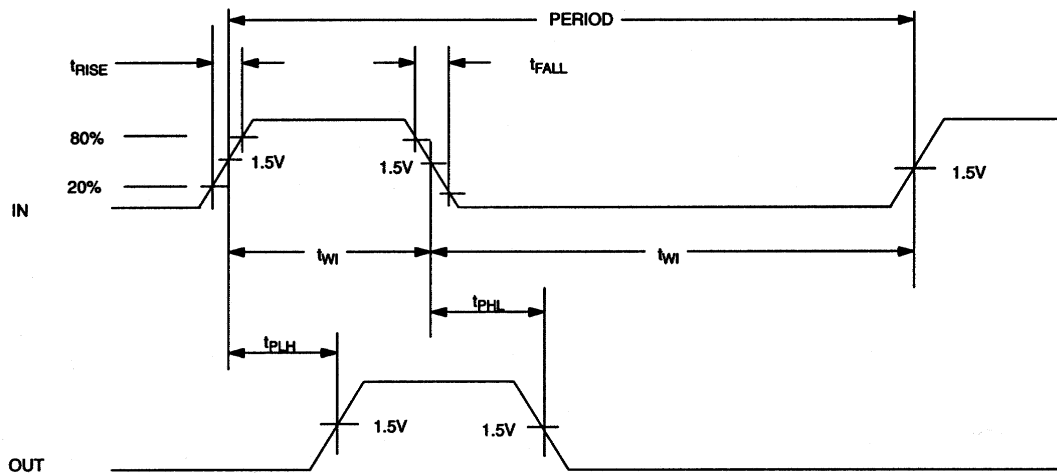 PERIOD
tRISE
tFALL
80%
1.5V
1.5V
20%
1.5V
IN
tWI
tWI
tPHL
tPLH
1.5V
1.5V
OUT